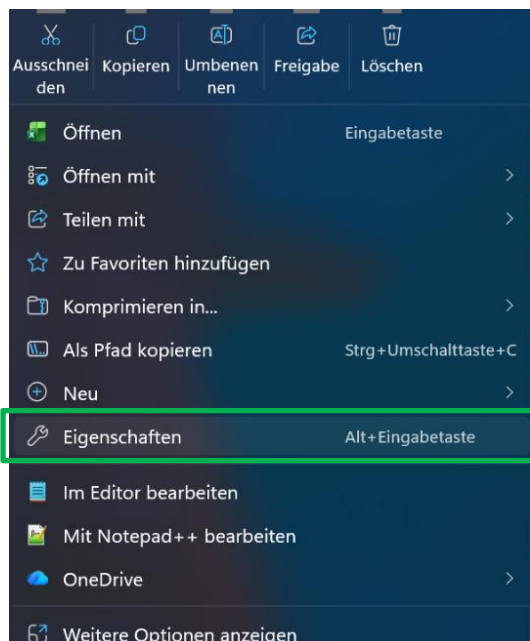 Ausschnei Kopieren Umbenen Freigabe Löschen
den nen
Öffnen Eingabetaste
Öffnen mit
Teilen mit
Zu Favoriten hinzufügen
Komprimieren in...
Als Pfad kopieren Strg+Umschalttaste+C
Neu
Eigenschaften Alt+Eingabetaste
Im Editor bearbeiten
Mit Notepad++ bearbeiten
OneDrive
Weitere Optionen anzeigen